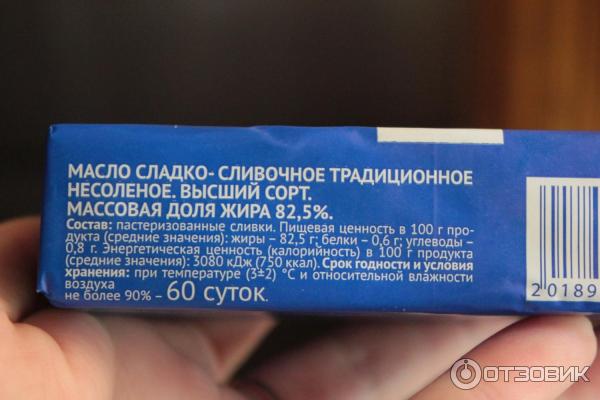 МАСЛО СЛАДКО- СЛИВОЧНОЕ ТРАДИЦИОННОЕ
НЕСОЛЕНОЕ. ВЫСШИЙ СОРТ.
МАССОВАЯ ДОЛЯ ЖИРА 82,5%.
Состав: пастеризованные сливки. Пищевая ценность в 100 г про-
дукта (средние значения): жиры – 82,5 г; белки – 0,6 г; углеводы –
0,8 г. Энергетическая ценность (калорийность) в 100 г продукта
(средние значения): 3080 кДж (750 ккал). Срок годности и условия
хранения: при температуре (3±2) °С и относительной влажности
воздуха
не более 90% – 60 суток.
20189
ОТЗОВИК